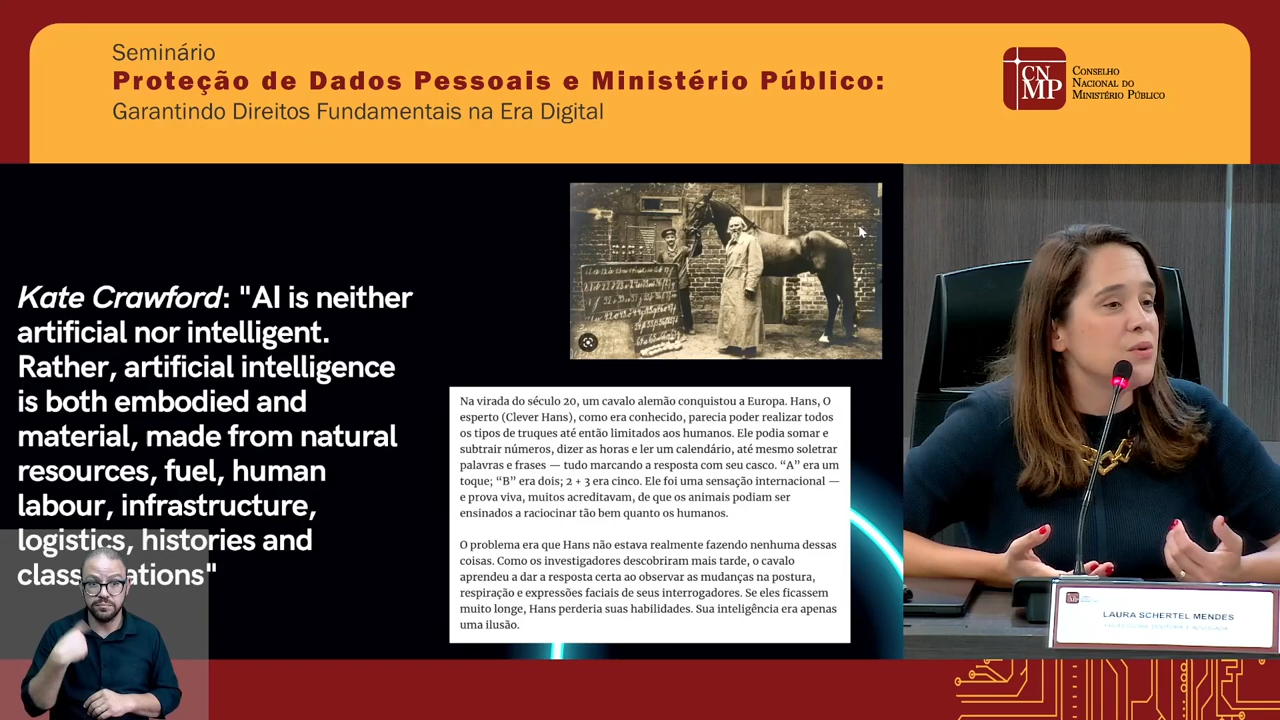 Seminário
Proteção de Dados Pessoais e Ministério Público:
Garantindo Direitos Fundamentais na Era Digital
CN
MP
CONSELHO
NACIONAL DO
MINISTÉRIO PÚBLICO
Kate Crawford: "AI is neither
artificial nor intelligent.
Rather, artificial intelligence
is both embodied and
material, made from natural
resources, fuel, human
labour, infrastructure,
logistics, histories and
classifications"
Na virada do século 20, um cavalo alemão conquistou a Europa. Hans, O
esperto (Clever Hans), como era conhecido, parecia poder realizar todos
os tipos de truques até então limitados aos humanos. Ele podia somar e
subtrair números, dizer as horas e ler um calendário, até mesmo soletrar
palavras e frases — tudo marcando a resposta com seu casco. “A” era um
toque; “B” era dois; 2 + 3 era cinco. Ele foi uma sensação internacional —
e prova viva, muitos acreditavam, de que os animais podiam ser
ensinados a raciocinar tão bem quanto os humanos.
O problema era que Hans não estava realmente fazendo nenhuma dessas
coisas. Como os investigadores descobriram mais tarde, o cavalo
aprendeu a dar a resposta certa ao observar as mudanças na postura,
respiração e expressões faciais de seus interrogadores. Se eles ficassem
muito longe, Hans perderia suas habilidades. Sua inteligência era apenas
uma ilusão.
LAURA SCHERTEL MENDES